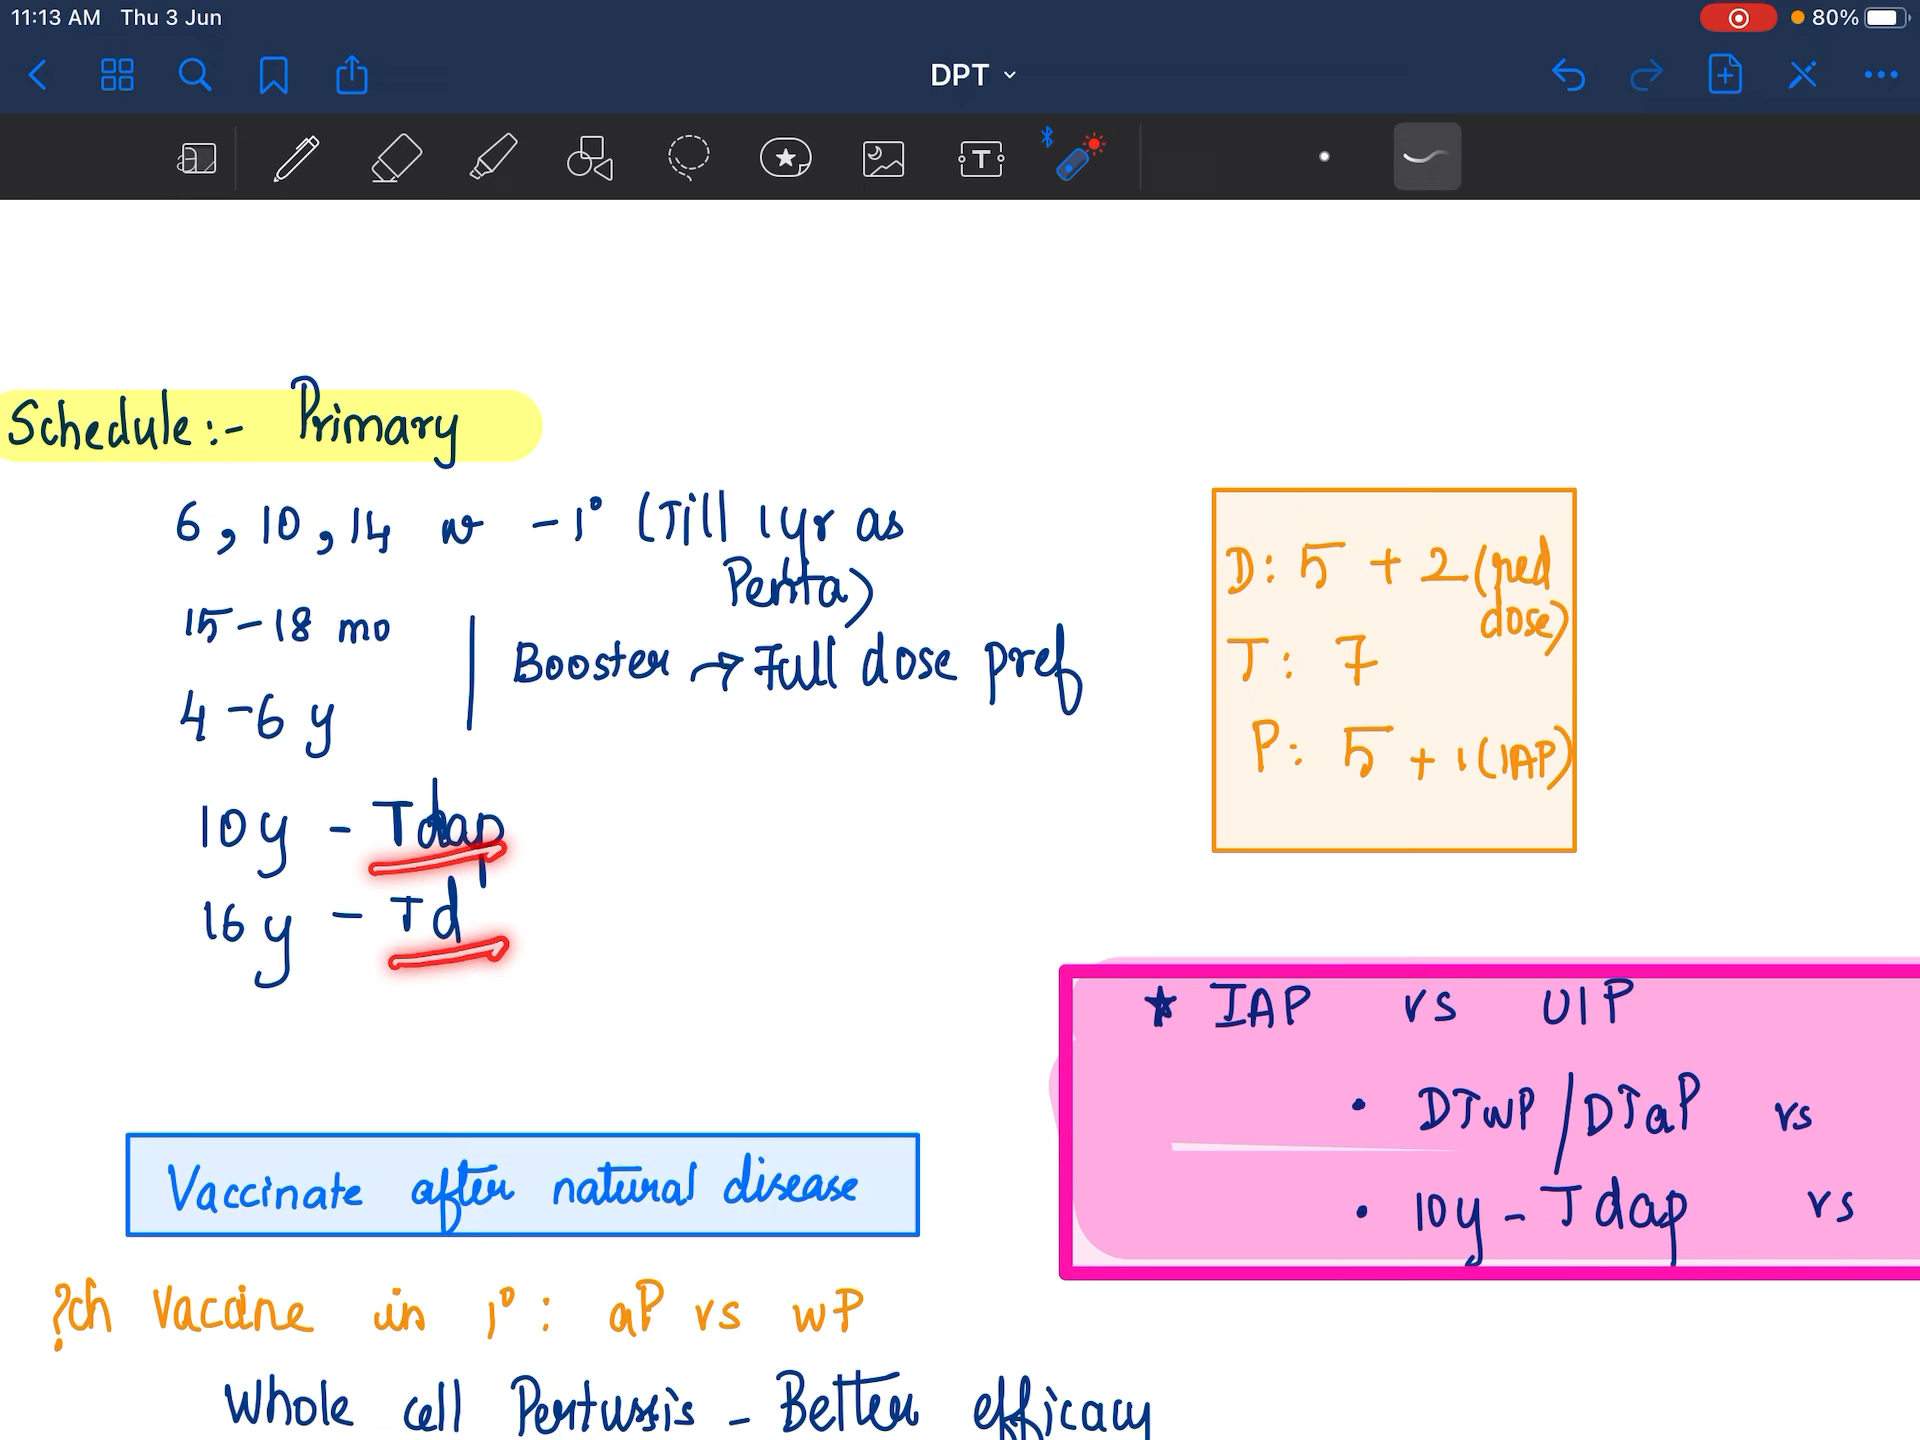 11:13 AM Thu 3 Jun
80%
DPT
Schedule:- Primary
6, 10, 14 w - 1° (Till 1yr as
Penta)
15-18 mo
Booster → Full dose pref
4-6 y
10y - Tdap
16y - Td
D: 5 + 2 (red
dose)
T: 7
P: 5 + 1 (IAP)
* IAP vs UIP
• DTwP/DTaP vs
• 10y - Tdap vs
Vaccinate after natural disease
?ch vaccine in 1°: aP vs wP
Whole cell Pertussis - Better efficacy